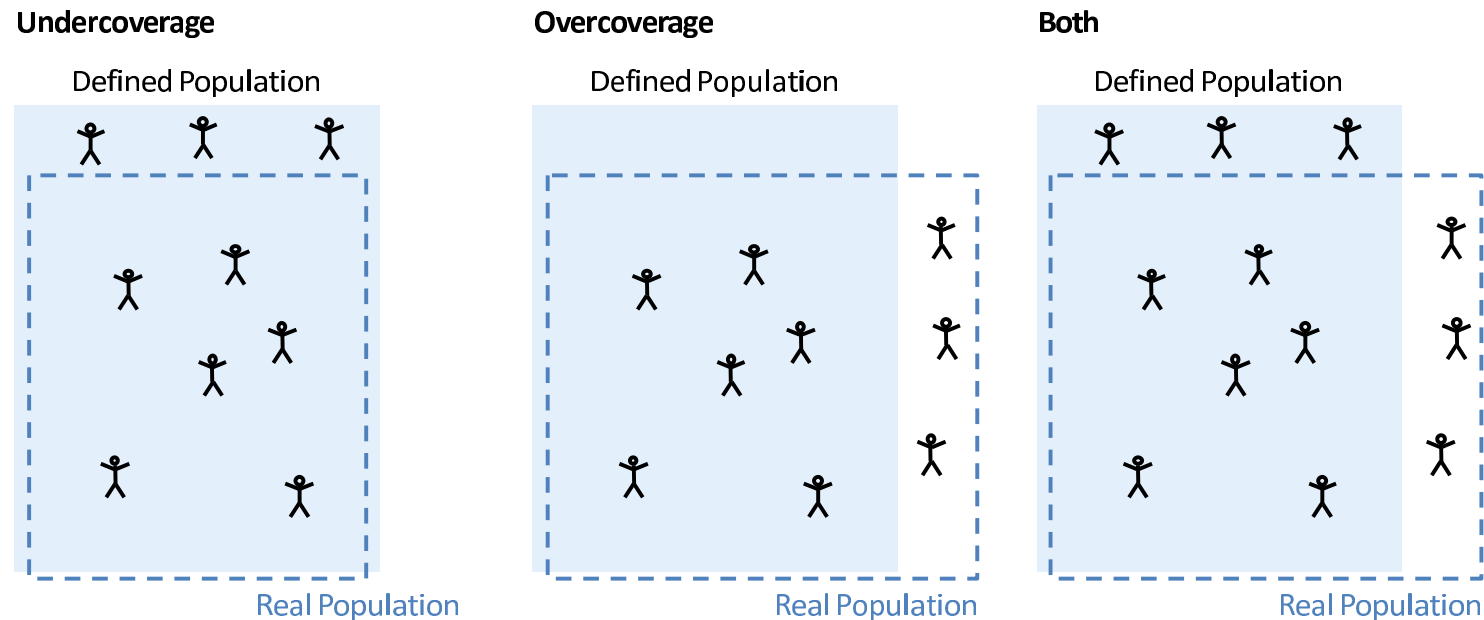 Undercoverage
Defined Population
Real Population
Overcoverage
Defined Population
Real Population
Both
Defined Population
Real Population